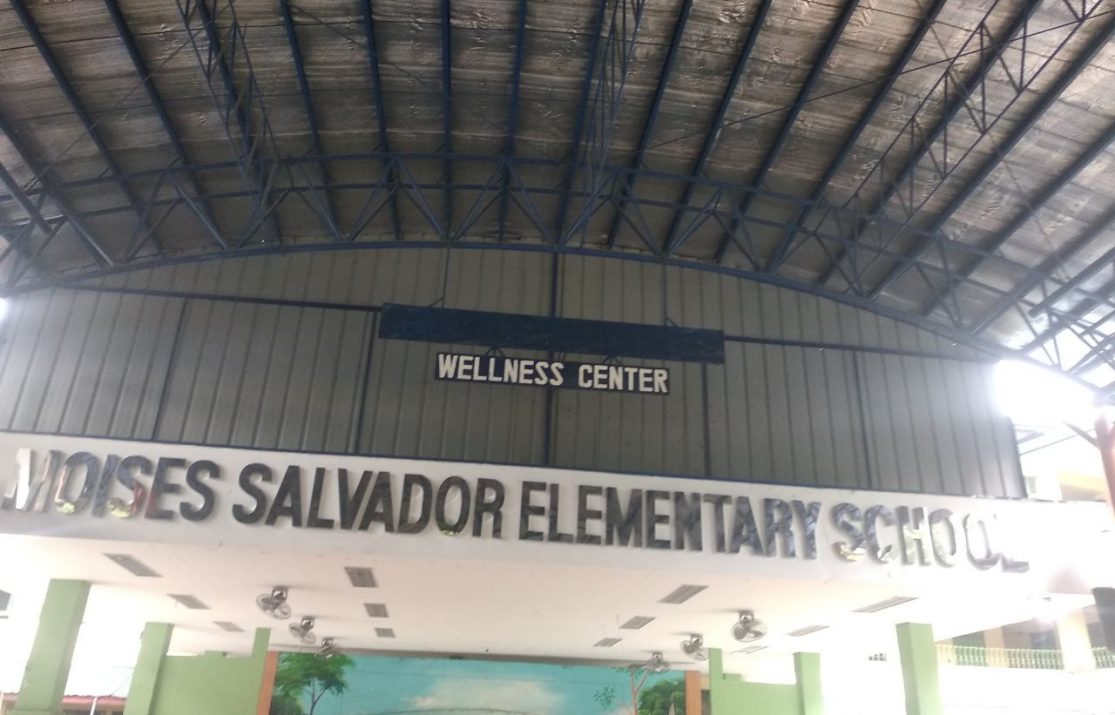 WELLNESS CENTER
MOISES SALVADOR ELEMENTARY SCHOOL